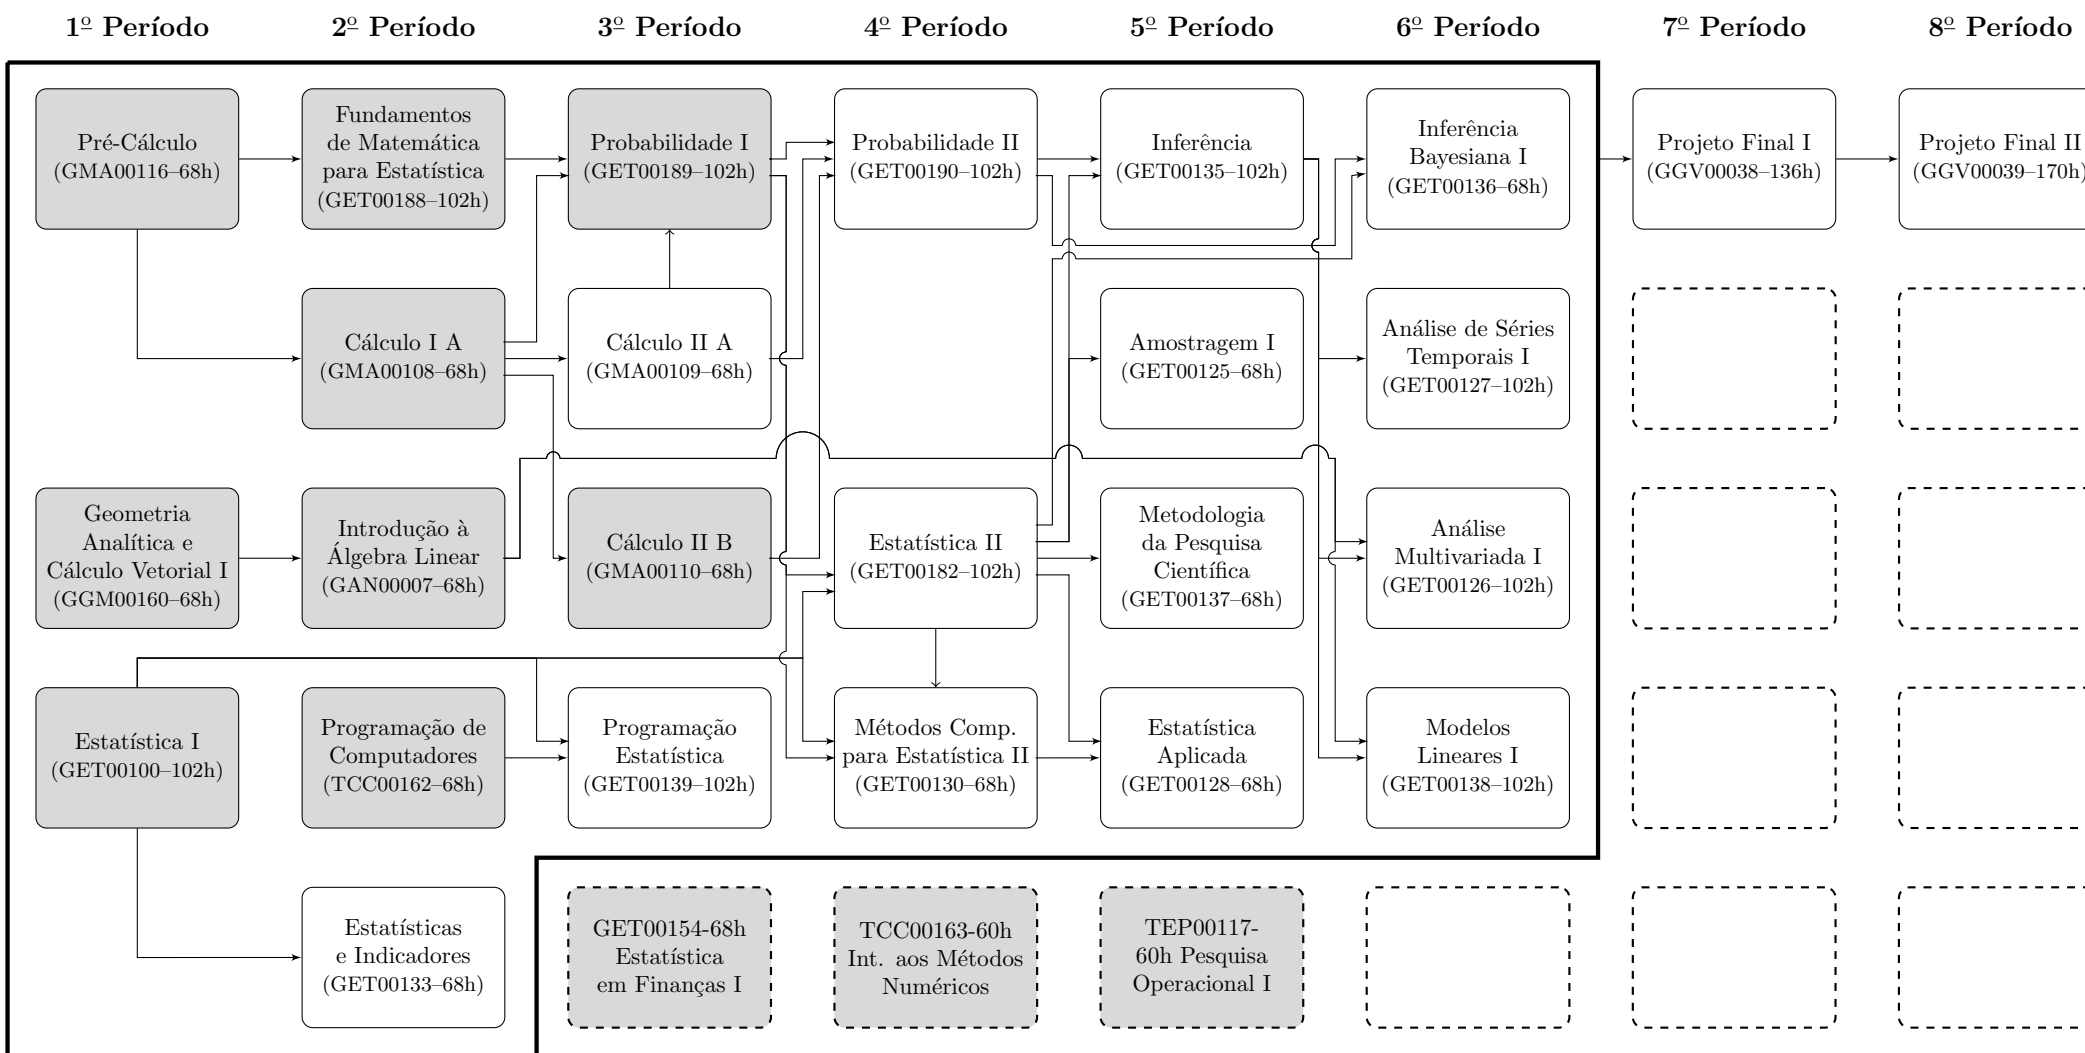 1º Período
2º Período
3º Período
4º Período
5º Período
6º Período
7º Período
8º Período
Pré-Cálculo
(GMA00116–68h)
Fundamentos
de Matemática
para Estatística
(GET00188–102h)
Probabilidade I
(GET00189–102h)
Probabilidade II
(GET00190–102h)
Inferência
(GET00135–102h)
Inferência
Bayesiana I
(GET00136–68h)
Projeto Final I
(GGV00038–136h)
Projeto Final II
(GGV00039–170h)
Cálculo I A
(GMA00108–68h)
Cálculo II A
(GMA00109–68h)
Amostragem I
(GET00125–68h)
Análise de Séries
Temporais I
(GET00127–102h)
Geometria
Analítica e
Cálculo Vetorial I
(GGM00160–68h)
Introdução à
Álgebra Linear
(GAN00007–68h)
Cálculo II B
(GMA00110–68h)
Estatística II
(GET00182–102h)
Metodologia
da Pesquisa
Científica
(GET00137–68h)
Análise
Multivariada I
(GET00126–102h)
Estatística I
(GET00100–102h)
Programação de
Computadores
(TCC00162–68h)
Programação
Estatística
(GET00139–102h)
Métodos Comp.
para Estatística II
(GET00130–68h)
Estatística
Aplicada
(GET00128–68h)
Modelos
Lineares I
(GET00138–102h)
Estatísticas
e Indicadores
(GET00133–68h)
GET00154-68h
Estatística
em Finanças I
TCC00163-60h
Int. aos Métodos
Numéricos
TEP00117-
60h Pesquisa
Operacional I